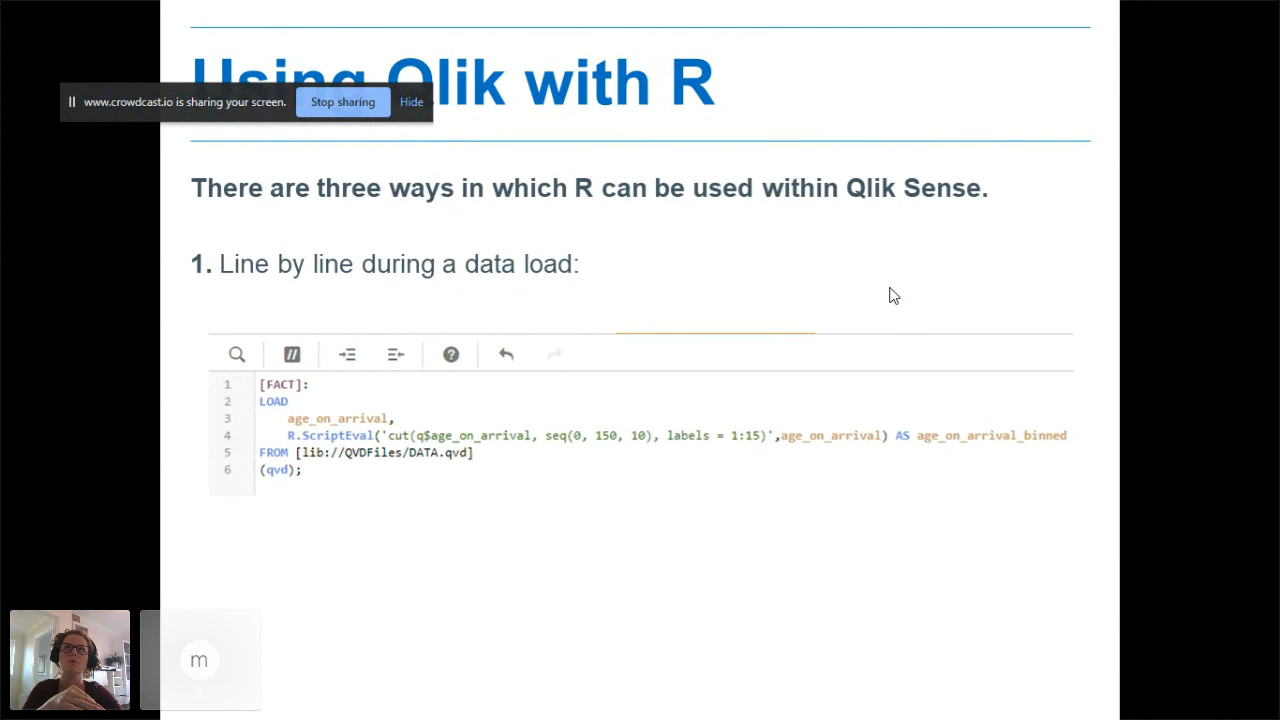 Using Qlik with R
www.crowdcast.io is sharing your screen. Stop sharing Hide
There are three ways in which R can be used within Qlik Sense.
1. Line by line during a data load:
1 [FACT]:
2 LOAD
3 age_on_arrival,
4 R.ScriptEval('cut(q$age_on_arrival, seq(0, 150, 10), labels = 1:15)',age_on_arrival) AS age_on_arrival_binned
5 FROM [lib://QVDFiles/DATA.qvd]
6 (qvd);
m